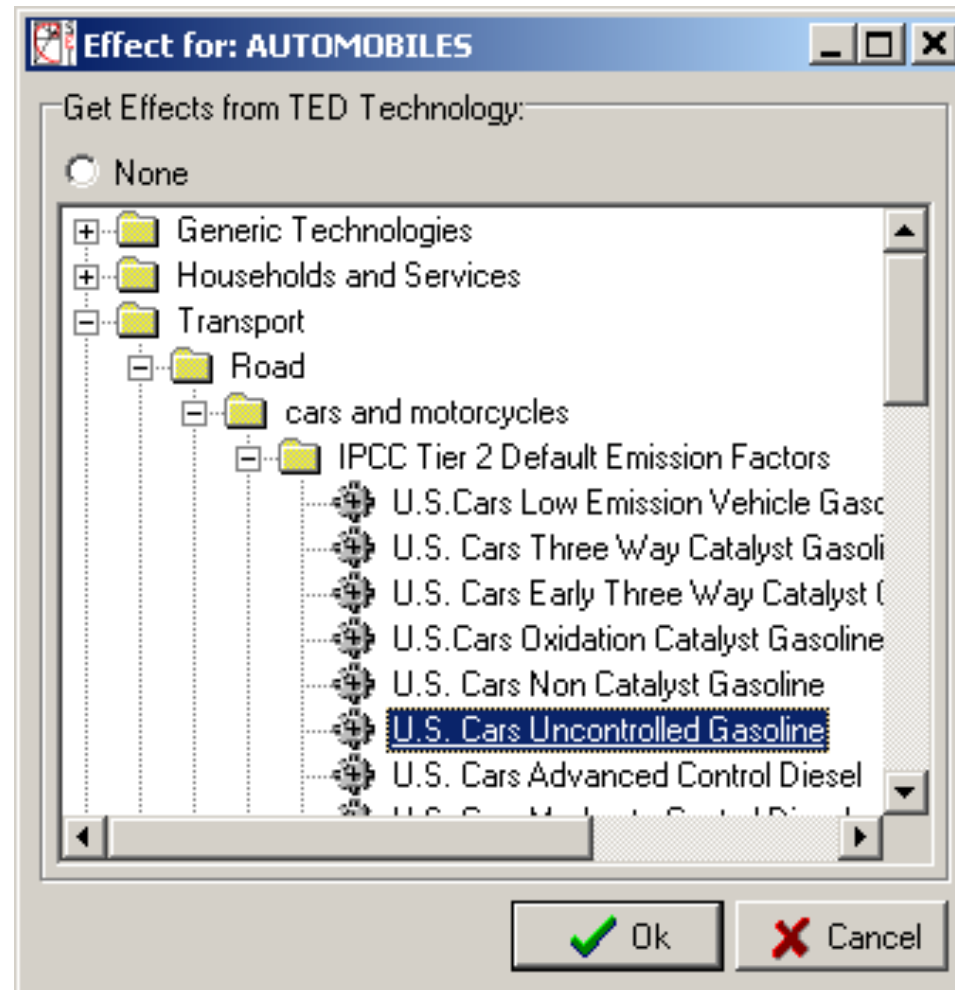 Effect for: AUTOMOBILES
Get Effects from TED Technology:
None
Generic Technologies
Households and Services
Transport
Road
cars and motorcycles
IPCC Tier 2 Default Emission Factors
U.S.Cars Low Emission Vehicle Gaso
U.S. Cars Three Way Catalyst Gasoli
U.S. Cars Early Three Way Catalyst
U.S.Cars Oxidation Catalyst Gasoline
U.S. Cars Non Catalyst Gasoline
U.S. Cars Uncontrolled Gasoline
U.S. Cars Advanced Control Diesel
Ok
Cancel